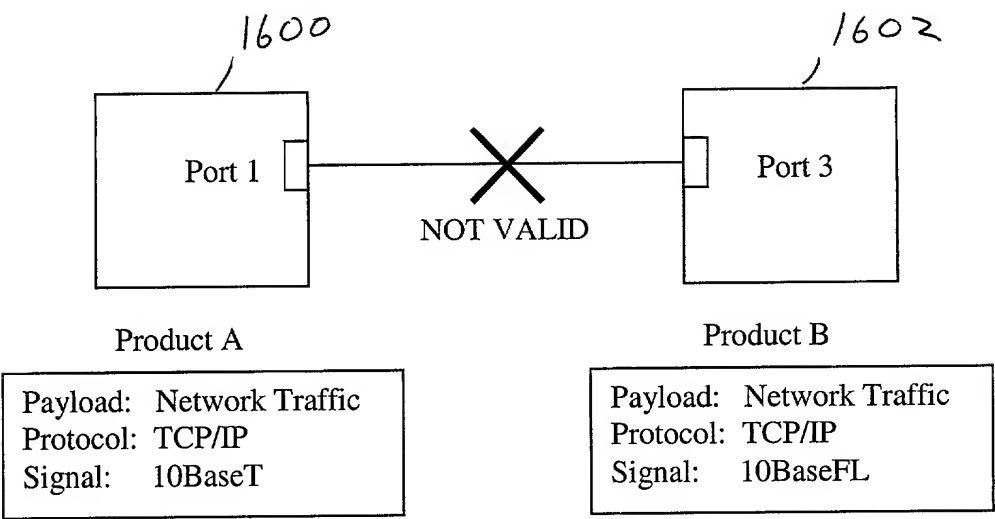 1600
1602
Port 1
Port 3
NOT VALID
Product A
Product B
Payload: Network Traffic
Protocol: TCP/IP
Signal: 10BaseT
Payload: Network Traffic
Protocol: TCP/IP
Signal: 10BaseFL